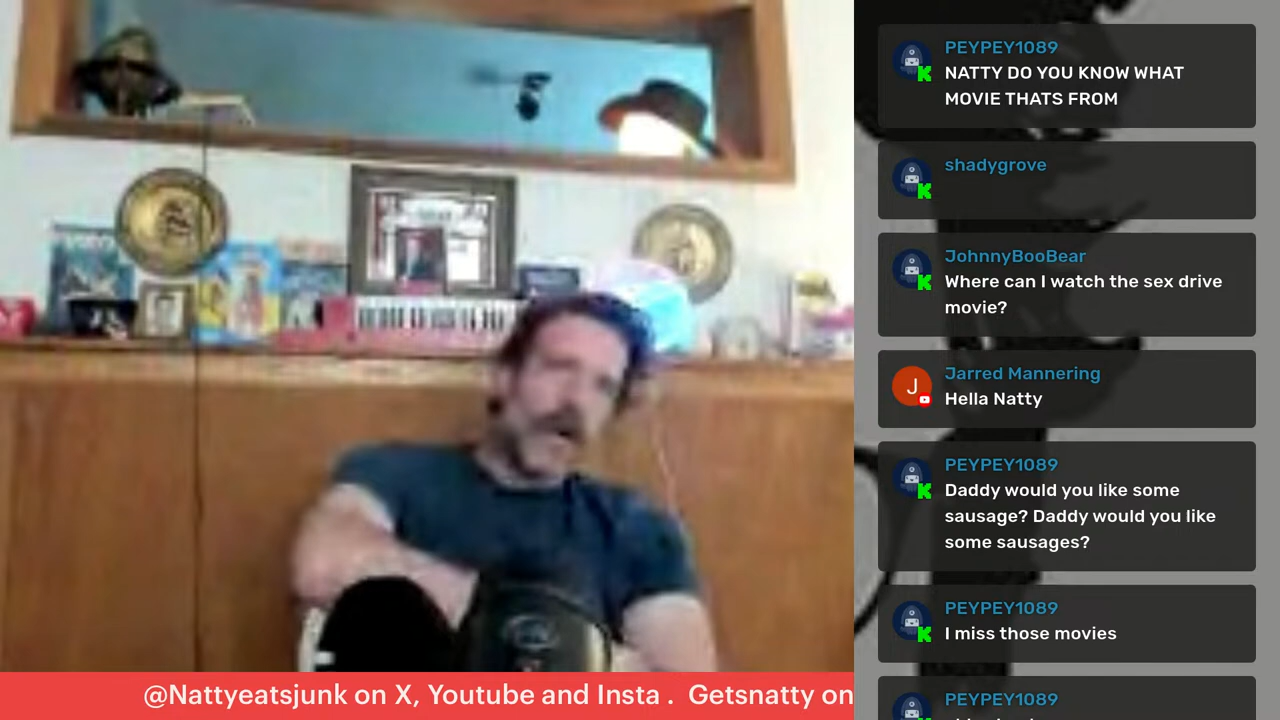 PEYPEY1089
NATTY DO YOU KNOW WHAT
MOVIE THATS FROM
shadygrove
JohnnyBooBear
Where can I watch the sex drive
movie?
J
Jarred Mannering
Hella Natty
PEYPEY1089
Daddy would you like some
sausage? Daddy would you like
some sausages?
PEYPEY1089
I miss those movies
PEYPEY1089
@Nattyeatsjunk on X, Youtube and Insta . Getsnatty on